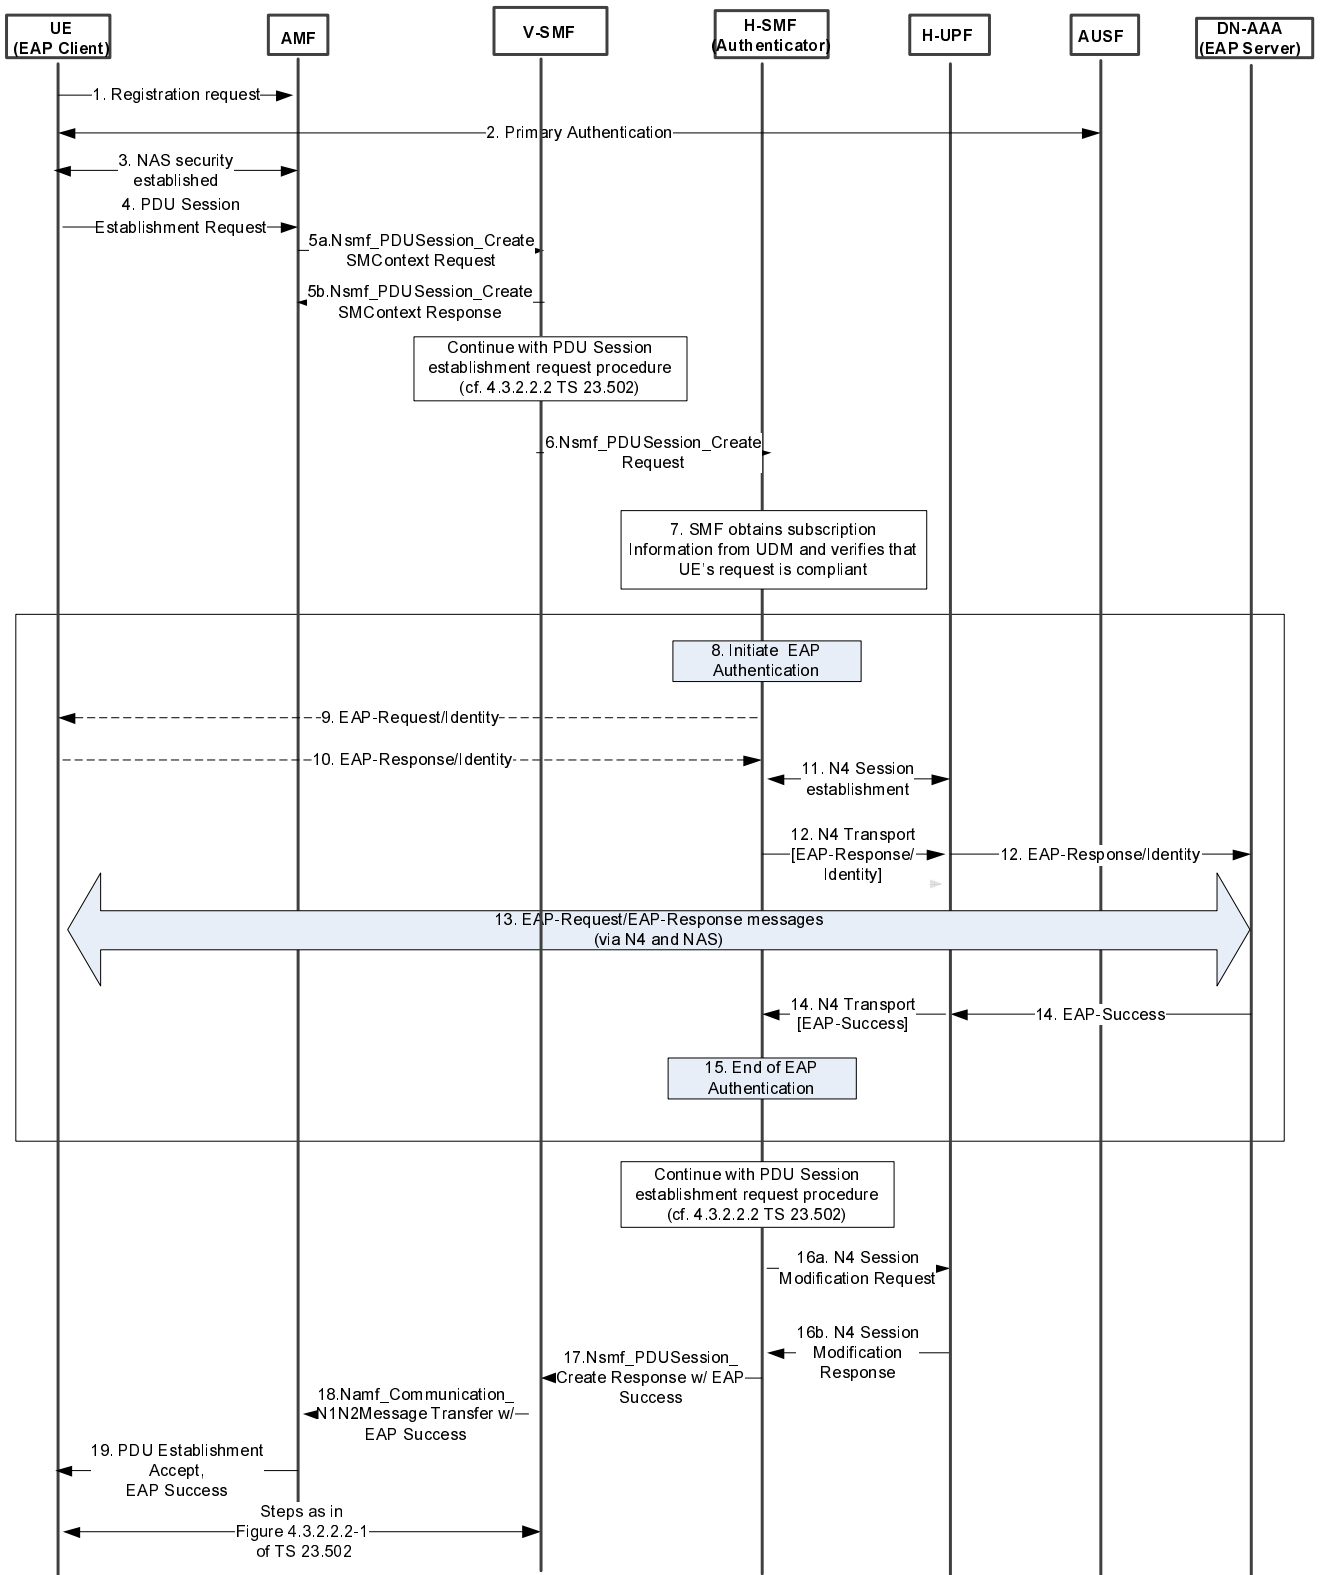 UE
(EAP Client)
AMF
V-SMF
H-SMF
(Authenticator)
H-UPF
AUSF
DN-AAA
(EAP Server)
1. Registration request
2. Primary Authentication
3. NAS security
established
4. PDU Session
Establishment Request
5a.Nsmf_PDUSession_Create
SMContext Request
5b.Nsmf_PDUSession_Create
SMContext Response
Continue with PDU Session
establishment request procedure
(cf. 4.3.2.2.2 TS 23.502)
6.Nsmf_PDUSession_Create
Request
7. SMF obtains subscription
Information from UDM and verifies that
UE's request is compliant
8. Initiate EAP
Authentication
9. EAP-Request/Identity
10. EAP-Response/Identity
11. N4 Session
establishment
12. N4 Transport
[EAP-Response/
Identity]
12. EAP-Response/Identity
13. EAP-Request/EAP-Response messages
(via N4 and NAS)
14. N4 Transport
[EAP-Success]
14. EAP-Success
15. End of EAP
Authentication
Continue with PDU Session
establishment request procedure
(cf. 4.3.2.2.2 TS 23.502)
16a. N4 Session
Modification Request
16b. N4 Session
Modification
Response
17.Nsmf_PDUSession_
Create Response w/ EAP
Success
18.Namf_Communication_
N1N2Message Transfer w/
EAP Success
19. PDU Establishment
Accept,
EAP Success
Steps as in
Figure 4.3.2.2.2-1
of TS 23.502